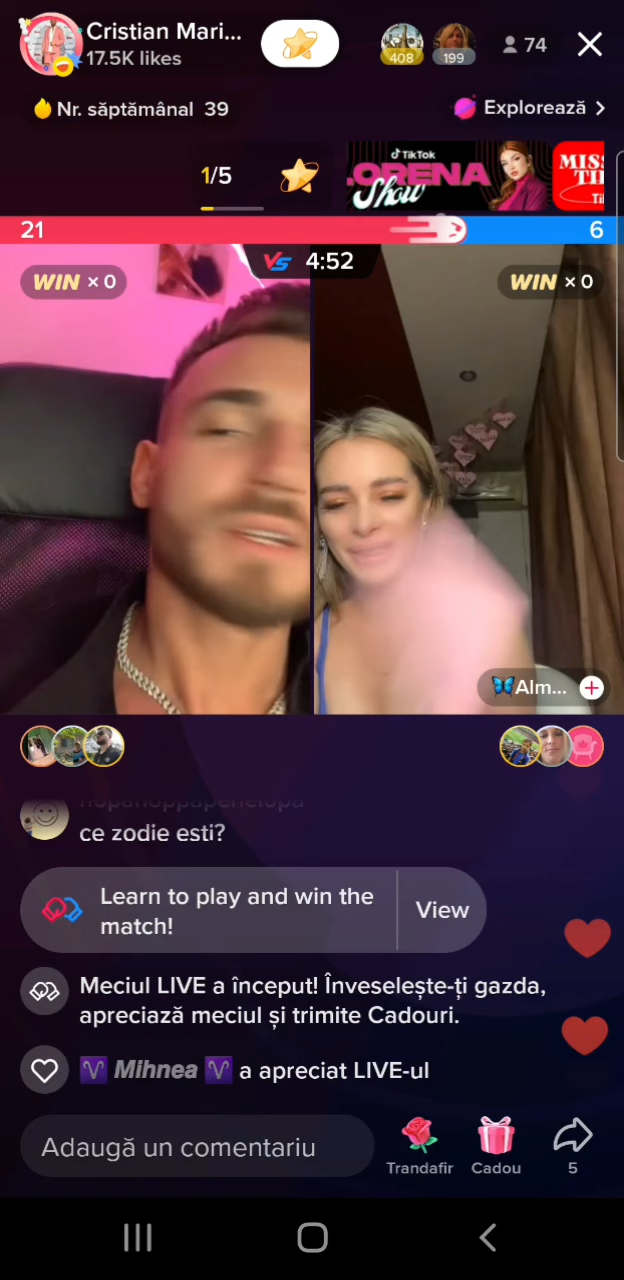 Cristian Mari...
17.5K likes
408
199
74
Nr. săptămânal 39
Explorează
1/5
TikTok
LORENA
Show
MISS
21
6
VS 4:52
WIN × 0
WIN × 0
Alm...
ce zodie esti?
Learn to play and win the
match!
View
Meciul LIVE a început! Înveselește-ți gazda,
apreciază meciul și trimite Cadouri.
♈ Mihnea ♈ a apreciat LIVE-ul
Adaugă un comentariu
Trandafir
Cadou
5